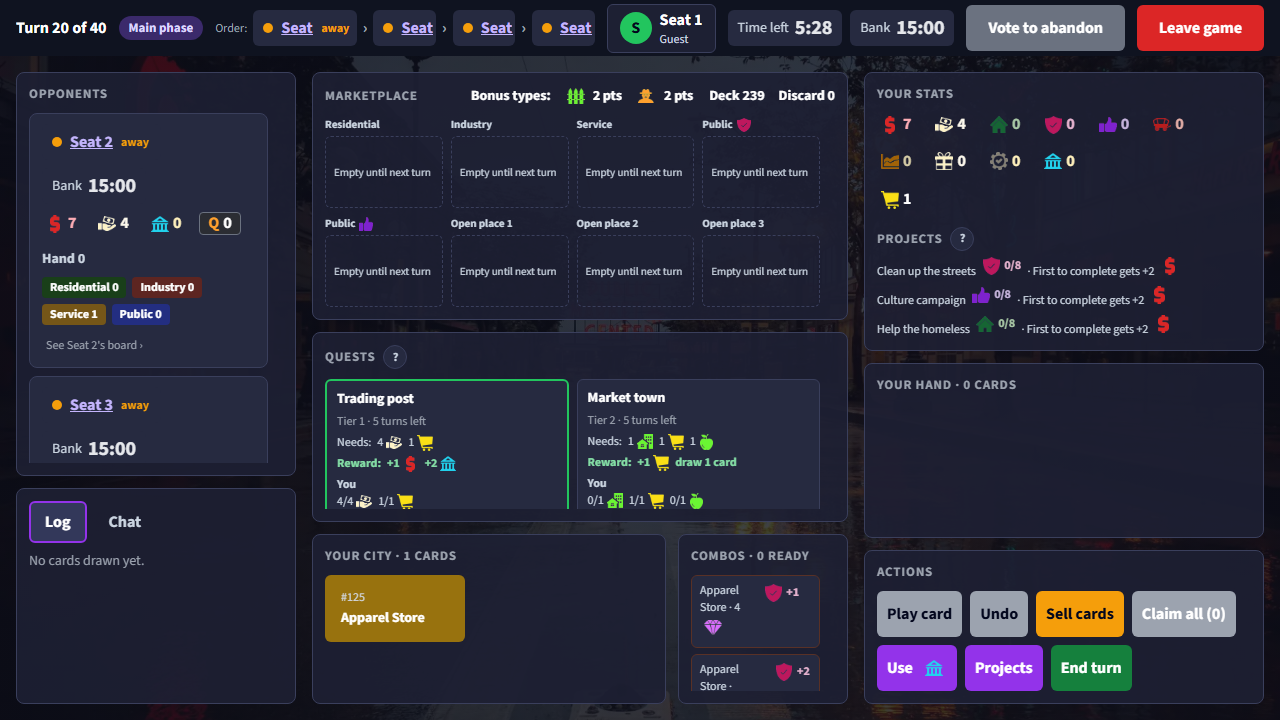 Turn 20 of 40 Main phase Order: Seat away › Seat › Seat › Seat S Seat 1 Guest Time left 5:28 Bank 15:00 Vote to abandon Leave game
OPPONENTS
Seat 2 away
Bank 15:00
7 4 0 Q 0
Hand 0
Residential 0 Industry 0
Service 1 Public 0
See Seat 2's board ›
Seat 3 away
Bank 15:00
Log Chat
No cards drawn yet.
MARKETPLACE Bonus types: 2 pts 2 pts Deck 239 Discard 0
Residential Industry Service Public
Empty until next turn Empty until next turn Empty until next turn Empty until next turn
Public Open place 1 Open place 2 Open place 3
Empty until next turn Empty until next turn Empty until next turn Empty until next turn
QUESTS ?
Trading post
Tier 1 · 5 turns left
Needs: 4 1
Reward: +1 +2
You
4/4 1/1
Market town
Tier 2 · 5 turns left
Needs: 1 1 1
Reward: +1 draw 1 card
You
0/1 1/1 0/1
YOUR CITY · 1 CARDS
#125
Apparel Store
COMBOS · 0 READY
Apparel Store · 4 +1
Apparel Store · +2
YOUR STATS
$ 7 4 0 0 0 0
0 0 0 0
1
PROJECTS ?
Clean up the streets 0/8 · First to complete gets +2 $
Culture campaign 0/8 · First to complete gets +2 $
Help the homeless 0/8 · First to complete gets +2 $
YOUR HAND · 0 CARDS
ACTIONS
Play card Undo Sell cards Claim all (0)
Use Projects End turn